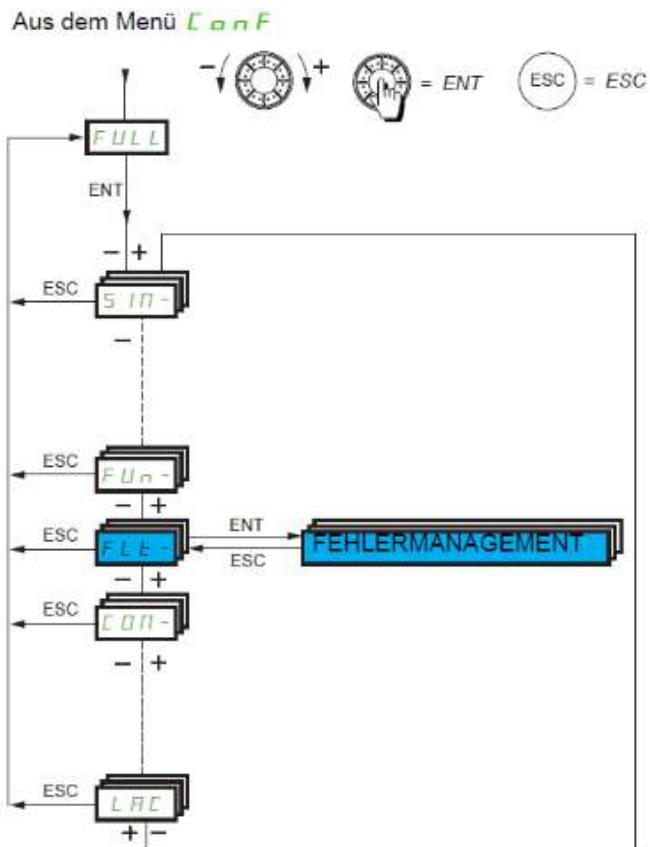 Aus dem Menü ConF
- + = ENT ESC = ESC
FULL
ENT
- +
ESC
SIM-
-
ESC
FUn-
- +
ESC
FLt-
ENT
ESC
FEHLERMANAGEMENT
- +
ESC
COM-
- +
ESC
LAC
+ -